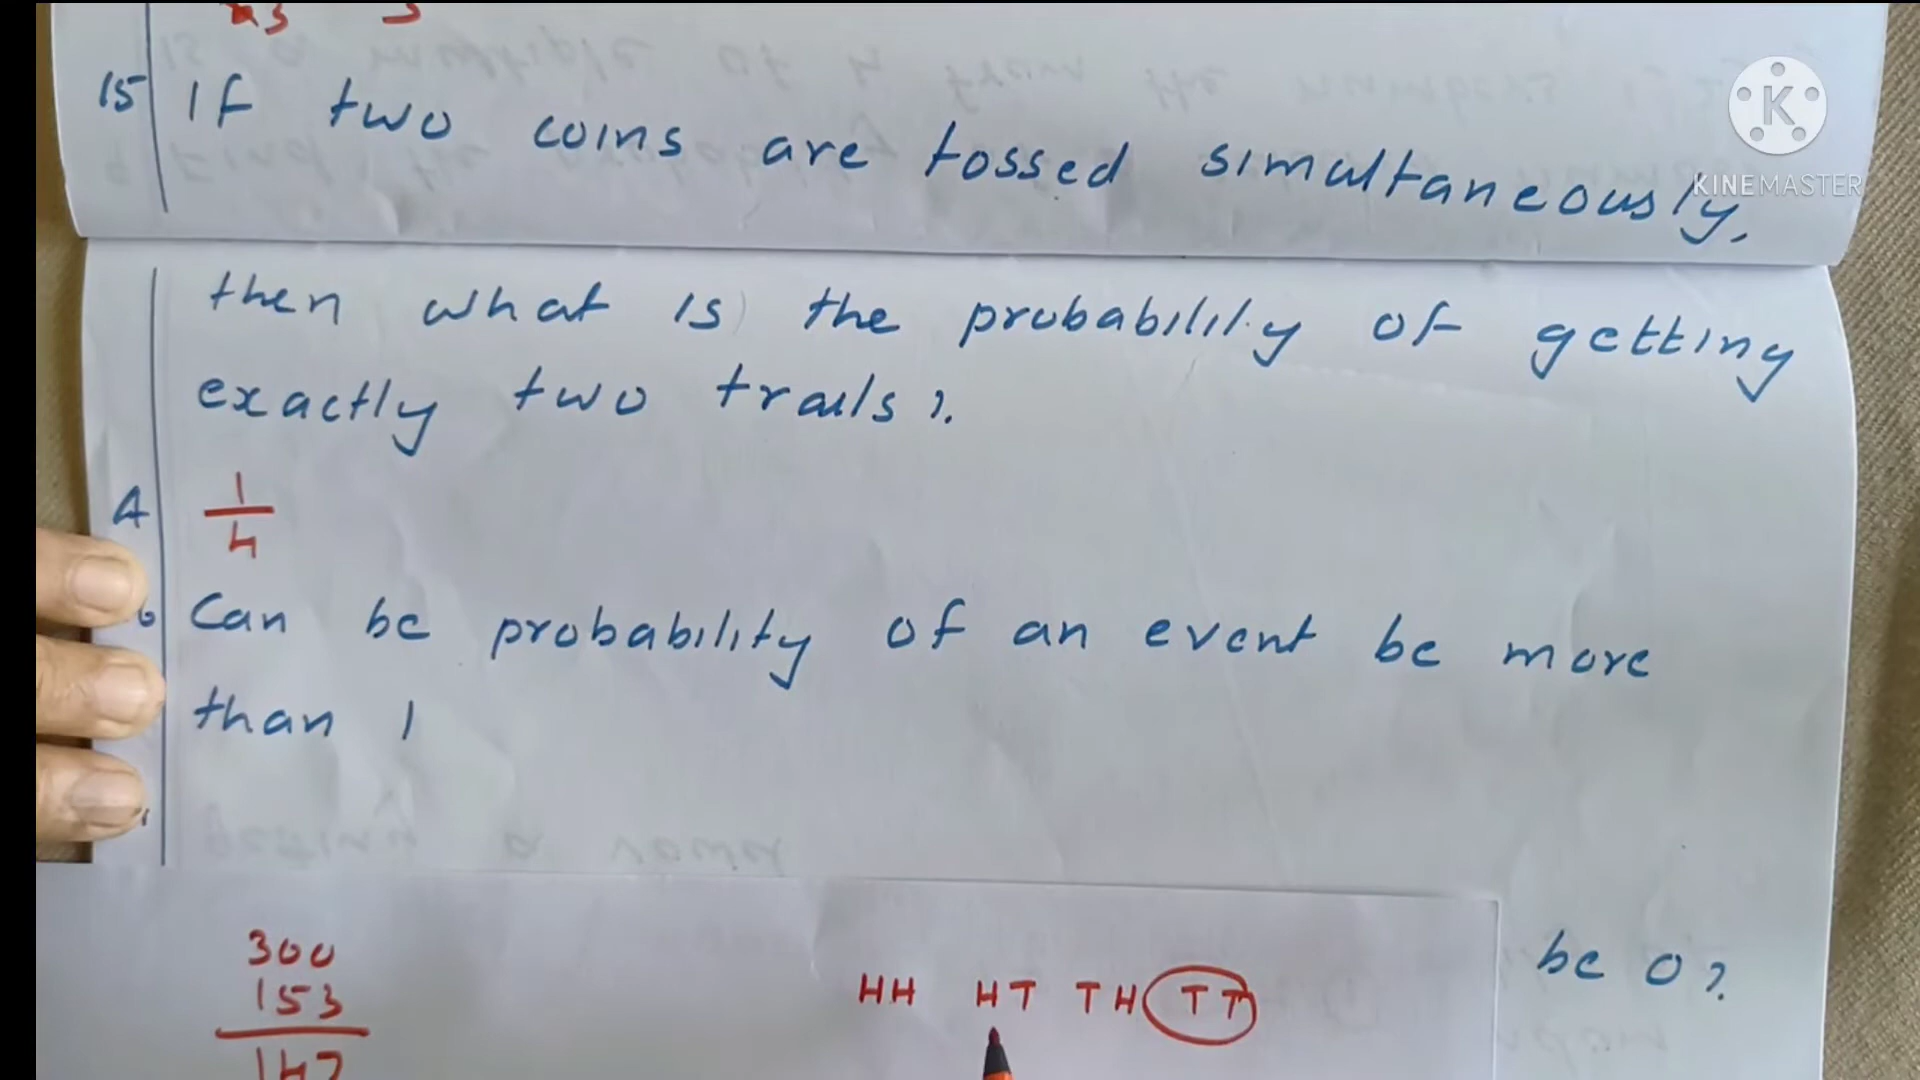 15 If two coins are tossed simultaneously,
K
KINEMASTER
then what is the probability of getting
exactly two trails?
A 1/4
Can be probability of an event be more
than 1
be 0?
300
153
147
HH HT TH TT